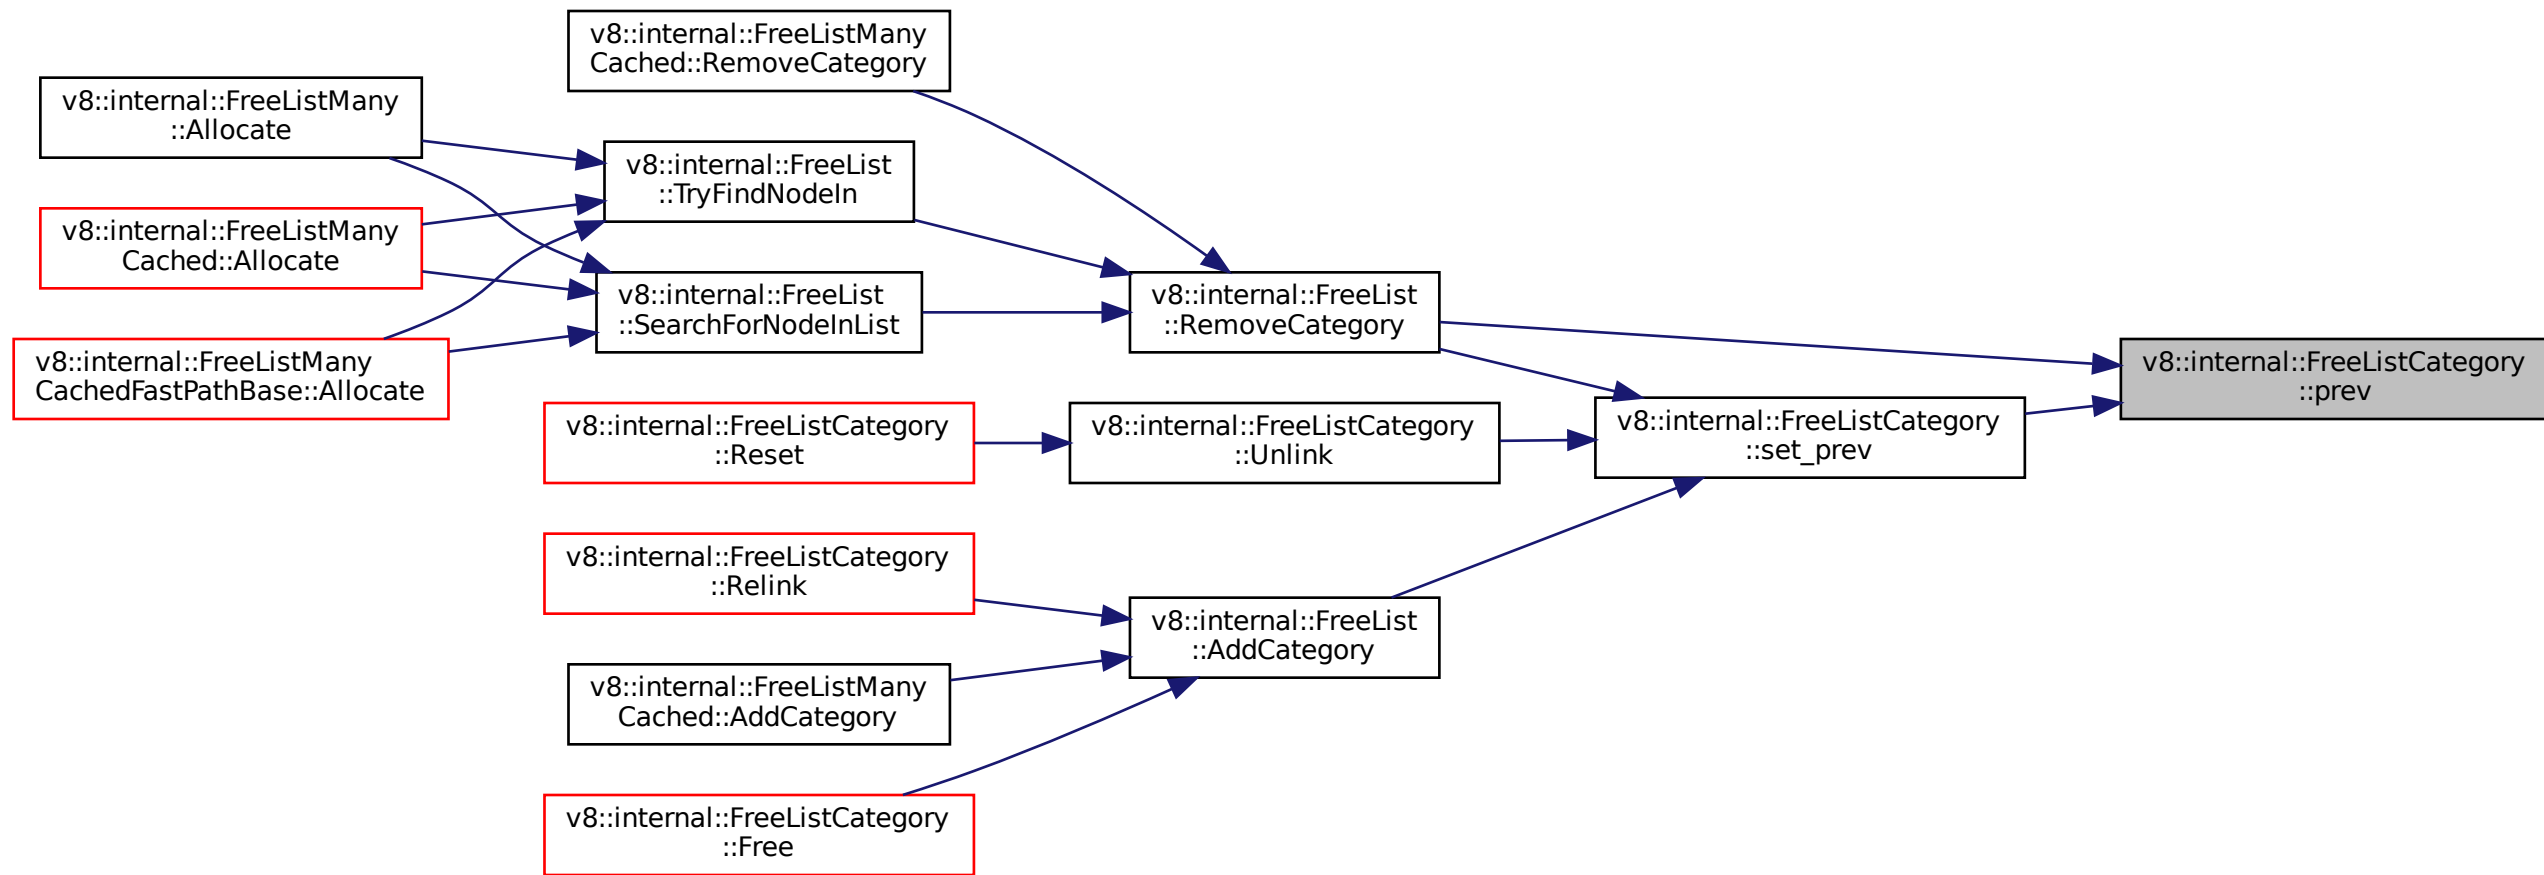 v8::internal::FreeListMany
Cached::RemoveCategory
v8::internal::FreeListMany
::Allocate
v8::internal::FreeList
::TryFindNodeIn
v8::internal::FreeListMany
Cached::Allocate
v8::internal::FreeList
::SearchForNodeInList
v8::internal::FreeList
::RemoveCategory
v8::internal::FreeListMany
CachedFastPathBase::Allocate
v8::internal::FreeListCategory
::prev
v8::internal::FreeListCategory
::Reset
v8::internal::FreeListCategory
::Unlink
v8::internal::FreeListCategory
::set_prev
v8::internal::FreeListCategory
::Relink
v8::internal::FreeList
::AddCategory
v8::internal::FreeListMany
Cached::AddCategory
v8::internal::FreeListCategory
::Free